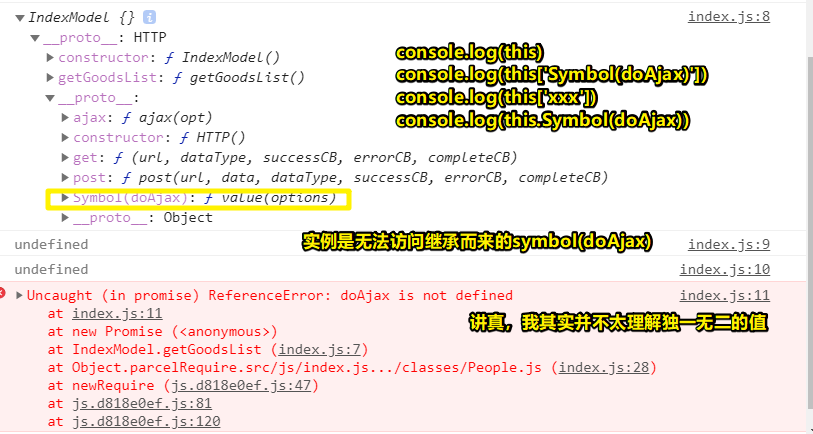 IndexModel {} i
index.js:8
__proto__: HTTP
constructor: ƒ IndexModel()
getGoodsList: ƒ getGoodsList()
__proto__:
ajax: ƒ ajax(opt)
constructor: ƒ HTTP()
get: ƒ (url, dataType, successCB, errorCB, completeCB)
post: ƒ post(url, data, dataType, successCB, errorCB, completeCB)
Symbol(doAjax): ƒ value(options)
__proto__: Object
console.log(this)
console.log(this['Symbol(doAjax)'])
console.log(this['xxx'])
console.log(this.Symbol(doAjax))
undefined
实例是无法访问继承而来的symbol(doAjax)
index.js:9
undefined
index.js:10
Uncaught (in promise) ReferenceError: doAjax is not defined
index.js:11
at index.js:11
at new Promise (<anonymous>)
at IndexModel.getGoodsList (index.js:7)
at Object.parcelRequire.src/js/index.js.../classes/People.js (index.js:28)
at newRequire (js.d818e0ef.js:47)
at js.d818e0ef.js:81
at js.d818e0ef.js:120
讲真，我其实并不太理解独一无二的值